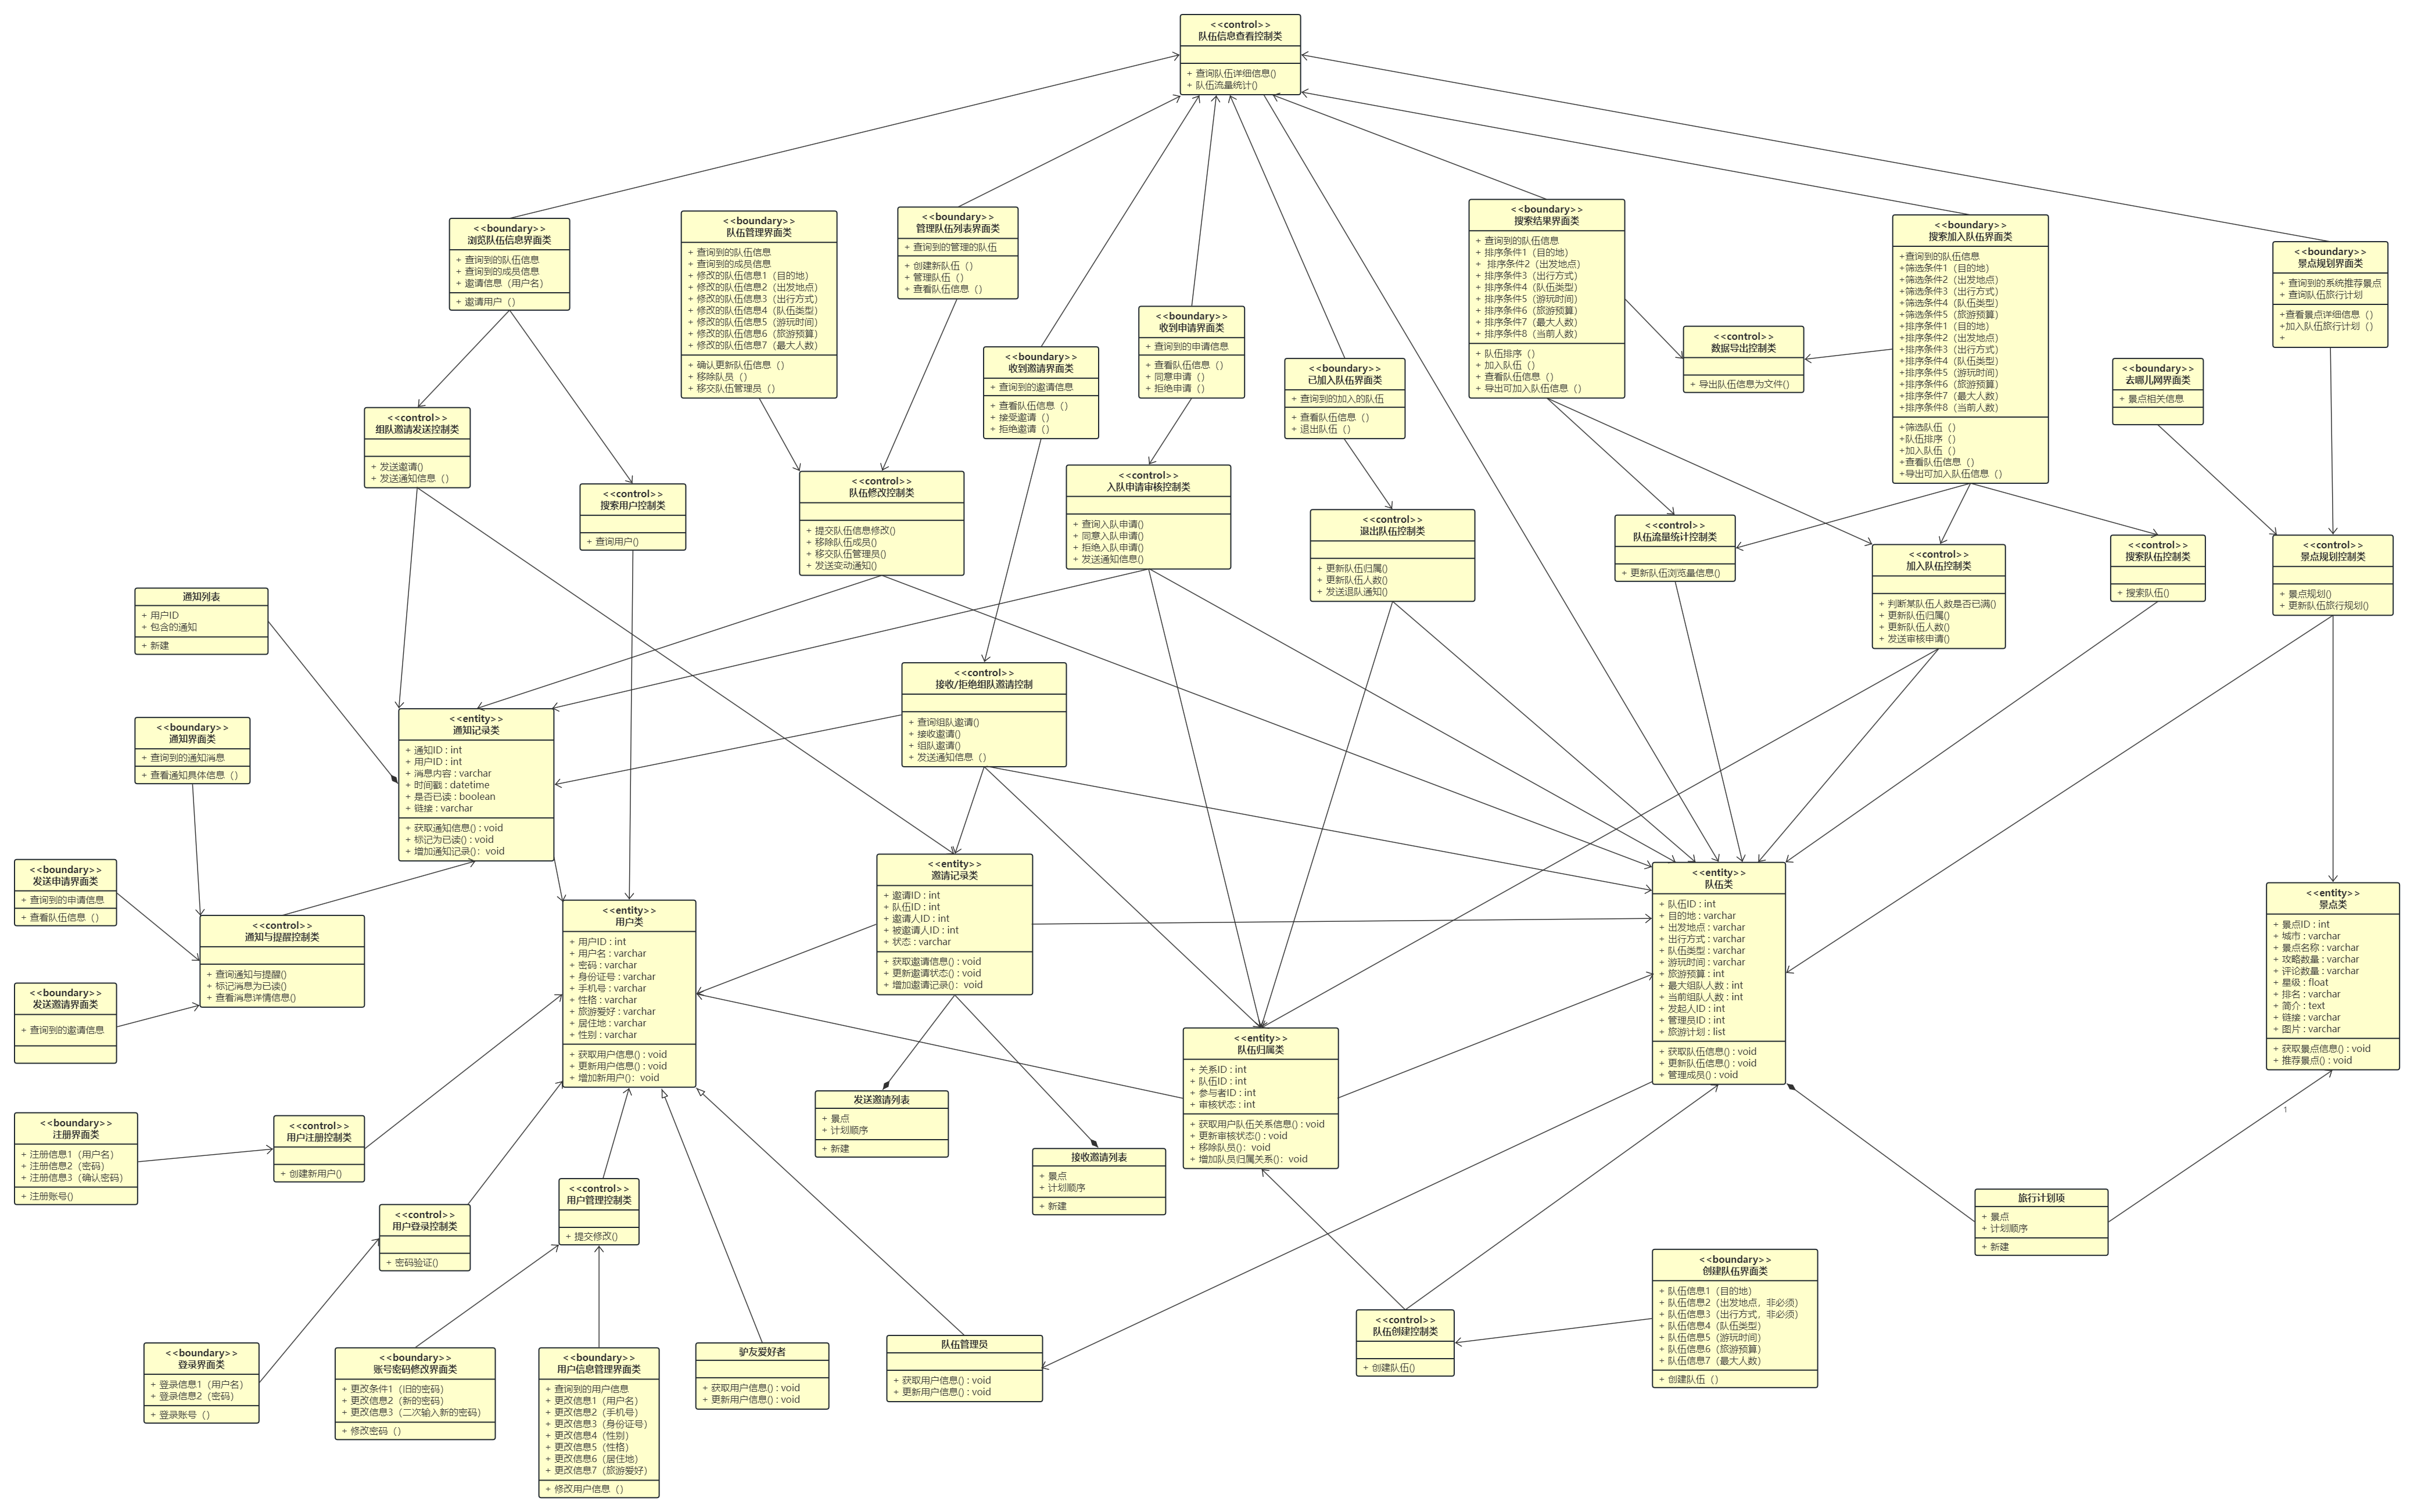 <<control>>
队伍信息查看控制类
+ 查询队伍详细信息()
+ 队伍流量统计()
<<boundary>>
浏览队伍信息界面类
+ 查询到的队伍信息
+ 查询到的成员信息
+ 邀请信息（用户名）
+ 邀请用户（）
<<boundary>>
队伍管理界面类
+ 查询到的队伍信息
+ 查询到的成员信息
+ 修改的队伍信息1（目的地）
+ 修改的队伍信息2（出发地点）
+ 修改的队伍信息3（出行方式）
+ 修改的队伍信息4（队伍类型）
+ 修改的队伍信息5（游玩时间）
+ 修改的队伍信息6（旅游预算）
+ 修改的队伍信息7（最大人数）
+ 确认更新队伍信息（）
+ 移除队员（）
+ 移交队伍管理员（）
<<boundary>>
管理队伍列表界面类
+ 查询到的管理的队伍
+ 创建新队伍（）
+ 管理队伍（）
+ 查看队伍信息（）
<<boundary>>
收到邀请界面类
+ 查询到的邀请信息
+ 查看队伍信息（）
+ 接受邀请（）
+ 拒绝邀请（）
<<boundary>>
收到申请界面类
+ 查询到的申请信息
+ 查看队伍信息（）
+ 同意申请（）
+ 拒绝申请（）
<<boundary>>
已加入队伍界面类
+ 查询到的加入的队伍
+ 查看队伍信息（）
+ 退出队伍（）
<<boundary>>
搜索结果界面类
+ 查询到的队伍信息
+ 排序条件1（目的地）
+ 排序条件2（出发地点）
+ 排序条件3（出行方式）
+ 排序条件4（队伍类型）
+ 排序条件5（游玩时间）
+ 排序条件6（旅游预算）
+ 排序条件7（最大人数）
+ 排序条件8（当前人数）
+ 队伍排序（）
+ 加入队伍（）
+ 查看队伍信息（）
+ 导出可加入队伍信息（）
<<control>>
数据导出控制类
+ 导出队伍信息为文件()
<<boundary>>
搜索加入队伍界面类
+查询到的队伍信息
+筛选条件1（目的地）
+筛选条件2（出发地点）
+筛选条件3（出行方式）
+筛选条件4（队伍类型）
+筛选条件5（旅游预算）
+排序条件1（目的地）
+排序条件2（出发地点）
+排序条件3（出行方式）
+排序条件4（队伍类型）
+排序条件5（游玩时间）
+排序条件6（旅游预算）
+排序条件7（最大人数）
+排序条件8（当前人数）
+筛选队伍（）
+队伍排序（）
+加入队伍（）
+查看队伍信息（）
+导出可加入队伍信息（）
<<boundary>>
去哪儿网界面类
+ 景点相关信息
<<boundary>>
景点规划界面类
+ 查询到的系统推荐景点
+ 查询队伍旅行计划
+查看景点详细信息（）
+加入队伍旅行计划（）
+
<<control>>
组队邀请发送控制类
+ 发送邀请()
+ 发送通知信息（）
<<control>>
搜索用户控制类
+ 查询用户()
<<control>>
队伍修改控制类
+ 提交队伍信息修改()
+ 移除队伍成员()
+ 移交队伍管理员()
+ 发送变动通知()
<<control>>
入队申请审核控制类
+ 查询入队申请()
+ 同意入队申请()
+ 拒绝入队申请()
+ 发送通知信息()
<<control>>
退出队伍控制类
+ 更新队伍归属()
+ 更新队伍人数()
+ 发送退队通知()
<<control>>
队伍流量统计控制类
+ 更新队伍浏览量信息()
<<control>>
加入队伍控制类
+ 判断某队伍人数是否已满()
+ 更新队伍归属()
+ 更新队伍人数()
+ 发送审核申请()
<<control>>
搜索队伍控制类
+ 搜索队伍()
<<control>>
景点规划控制类
+ 景点规划()
+ 更新队伍旅行规划()
通知列表
+ 用户ID
+ 包含的通知
+ 新建
<<control>>
接收/拒绝组队邀请控制
+ 查询组队邀请()
+ 接收邀请()
+ 组队邀请()
+ 发送通知信息（）
<<boundary>>
通知界面类
+ 查询到的通知消息
+ 查看通知具体信息（）
<<entity>>
通知记录类
+ 通知ID : int
+ 用户ID : int
+ 消息内容 : varchar
+ 时间戳 : datetime
+ 是否已读 : boolean
+ 链接 : varchar
+ 获取通知信息() : void
+ 标记为已读() : void
+ 增加通知记录()：void
<<boundary>>
发送申请界面类
+ 查询到的申请信息
+ 查看队伍信息（）
<<control>>
通知与提醒控制类
+ 查询通知与提醒()
+ 标记消息为已读()
+ 查看消息详情信息()
<<boundary>>
发送邀请界面类
+ 查询到的邀请信息
<<entity>>
用户类
+ 用户ID : int
+ 用户名 : varchar
+ 密码 : varchar
+ 身份证号 : varchar
+ 手机号 : varchar
+ 性格 : varchar
+ 旅游爱好 : varchar
+ 居住地 : varchar
+ 性别 : varchar
+ 获取用户信息() : void
+ 更新用户信息() : void
+ 增加新用户()：void
<<entity>>
邀请记录类
+ 邀请ID : int
+ 队伍ID : int
+ 邀请人ID : int
+ 被邀请人ID : int
+ 状态 : varchar
+ 获取邀请信息() : void
+ 更新邀请状态() : void
+ 增加邀请记录()：void
<<entity>>
队伍类
+ 队伍ID : int
+ 目的地 : varchar
+ 出发地点 : varchar
+ 出行方式 : varchar
+ 队伍类型 : varchar
+ 游玩时间 : varchar
+ 旅游预算 : int
+ 最大组队人数 : int
+ 当前组队人数 : int
+ 发起人ID : int
+ 管理员ID : int
+ 旅游计划 : list
+ 获取队伍信息() : void
+ 更新队伍信息() : void
+ 管理成员() : void
<<entity>>
景点类
+ 景点ID : int
+ 城市 : varchar
+ 景点名称 : varchar
+ 攻略数量 : varchar
+ 评论数量 : varchar
+ 星级 : float
+ 排名 : varchar
+ 简介 : text
+ 链接 : varchar
+ 图片 : varchar
+ 获取景点信息() : void
+ 推荐景点() : void
<<entity>>
队伍归属类
+ 关系ID : int
+ 队伍ID : int
+ 参与者ID : int
+ 审核状态 : int
+ 获取用户队伍关系信息() : void
+ 更新审核状态() : void
+ 移除队员()：void
+ 增加队员归属关系()：void
发送邀请列表
+ 景点
+ 计划顺序
+ 新建
接收邀请列表
+ 景点
+ 计划顺序
+ 新建
1
<<boundary>>
注册界面类
+ 注册信息1（用户名）
+ 注册信息2（密码）
+ 注册信息3（确认密码）
+ 注册账号()
<<control>>
用户注册控制类
+ 创建新用户()
<<control>>
用户登录控制类
+ 密码验证()
<<control>>
用户管理控制类
+ 提交修改()
旅行计划项
+ 景点
+ 计划顺序
+ 新建
<<boundary>>
创建队伍界面类
+ 队伍信息1（目的地）
+ 队伍信息2（出发地点，非必须）
+ 队伍信息3（出行方式，非必须）
+ 队伍信息4（队伍类型）
+ 队伍信息5（游玩时间）
+ 队伍信息6（旅游预算）
+ 队伍信息7（最大人数）
+ 创建队伍（）
<<control>>
队伍创建控制类
+ 创建队伍()
<<boundary>>
登录界面类
+ 登录信息1（用户名）
+ 登录信息2（密码）
+ 登录账号（）
<<boundary>>
账号密码修改界面类
+ 更改条件1（旧的密码）
+ 更改信息2（新的密码）
+ 更改信息3（二次输入新的密码）
+ 修改密码（）
<<boundary>>
用户信息管理界面类
+ 查询到的用户信息
+ 更改信息1（用户名）
+ 更改信息2（手机号）
+ 更改信息3（身份证号）
+ 更改信息4（性别）
+ 更改信息5（性格）
+ 更改信息6（居住地）
+ 更改信息7（旅游爱好）
+ 修改用户信息（）
驴友爱好者
+ 获取用户信息() : void
+ 更新用户信息() : void
队伍管理员
+ 获取用户信息() : void
+ 更新用户信息() : void